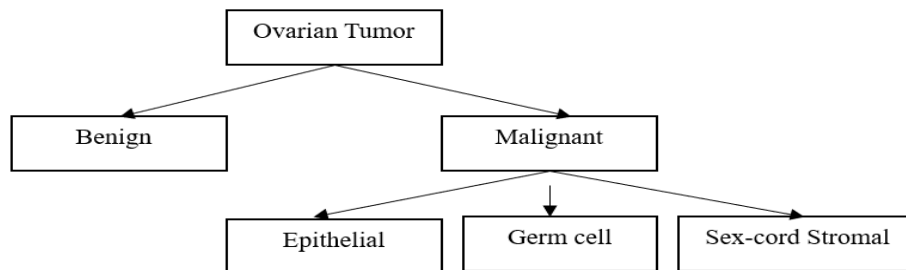 Ovarian Tumor
Benign
Malignant
Epithelial
Germ cell
Sex-cord Stromal